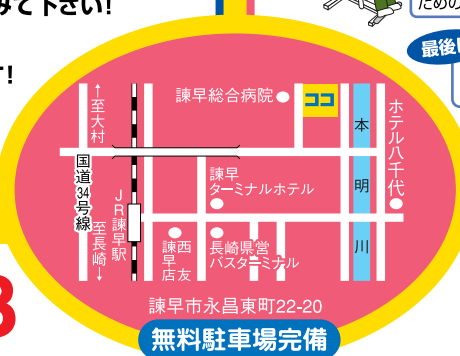 みて下さい!
ための
最後に
!
諫早総合病院
ココ
↑至大村
国道34号線
至長崎↓
JR諫早駅
諫早
ターミナルホテル
本明川
ホテル八千代
西友
諫早店
長崎県営
バスターミナル
諫早市永昌東町22-20
無料駐車場完備